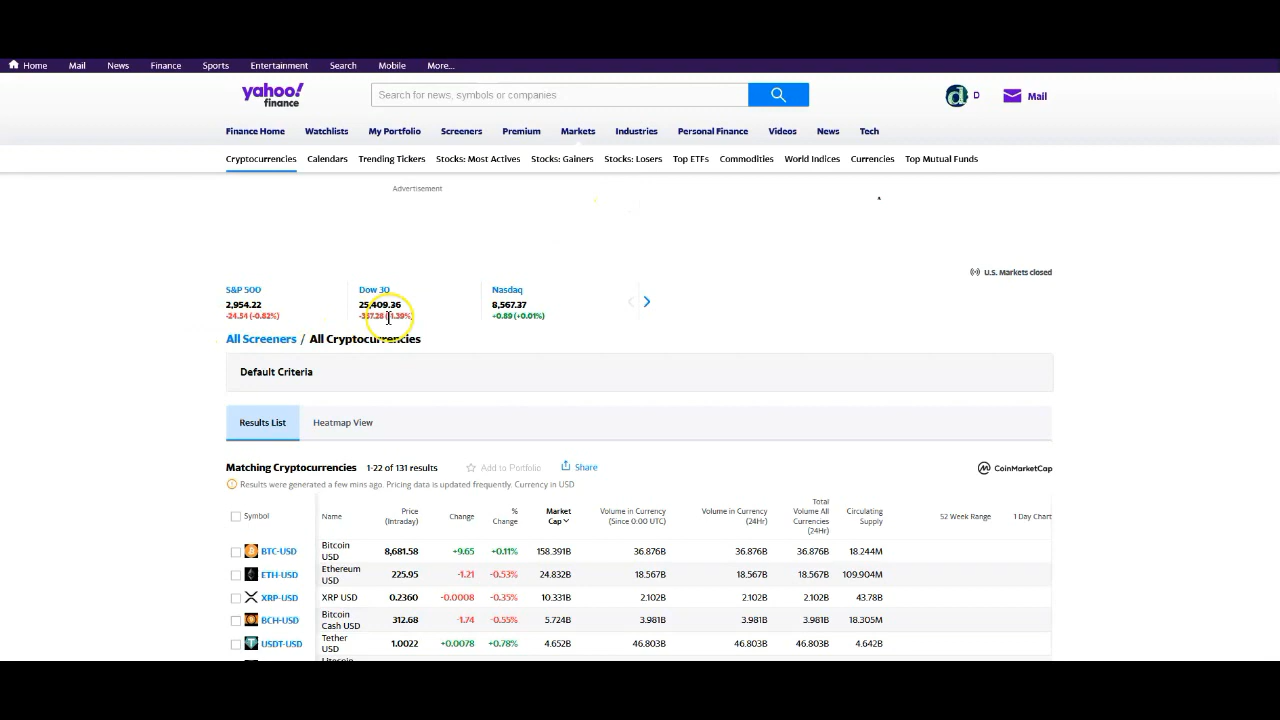 Home Mail News Finance Sports Entertainment Search Mobile More...
yahoo!
finance
Search for news, symbols or companies
d D Mail
Finance Home Watchlists My Portfolio Screeners Premium Markets Industries Personal Finance Videos News Tech
Cryptocurrencies Calendars Trending Tickers Stocks: Most Actives Stocks: Gainers Stocks: Losers Top ETFs Commodities World Indices Currencies Top Mutual Funds
Advertisement
U.S. Markets closed
S&P 500 Dow 30 Nasdaq
2,954.22 25,409.36 8,567.37
-24.54 (-0.82%) -357.28 (-1.39%) +0.89 (+0.01%)
All Screeners / All Cryptocurrencies
Default Criteria
Results List Heatmap View
Matching Cryptocurrencies 1-22 of 131 results Add to Portfolio Share CoinMarketCap
Results were generated a few mins ago. Pricing data is updated frequently. Currency in USD
Symbol Name Price (Intraday) Change % Change Market Cap Volume in Currency (Since 0:00 UTC) Volume in Currency (24Hr) Total Volume All Currencies (24Hr) Circulating Supply 52 Week Range 1 Day Chart
BTC-USD Bitcoin USD 8,681.58 +9.65 +0.11% 158.391B 36.876B 36.876B 36.876B 18.244M
ETH-USD Ethereum USD 225.95 -1.21 -0.53% 24.832B 18.567B 18.567B 18.567B 109.904M
XRP-USD XRP USD 0.2360 -0.0008 -0.35% 10.331B 2.102B 2.102B 2.102B 43.78B
BCH-USD Bitcoin Cash USD 312.68 -1.74 -0.55% 5.724B 3.981B 3.981B 3.981B 18.305M
USDT-USD Tether USD 1.0022 +0.0078 +0.78% 4.652B 46.803B 46.803B 46.803B 4.642B